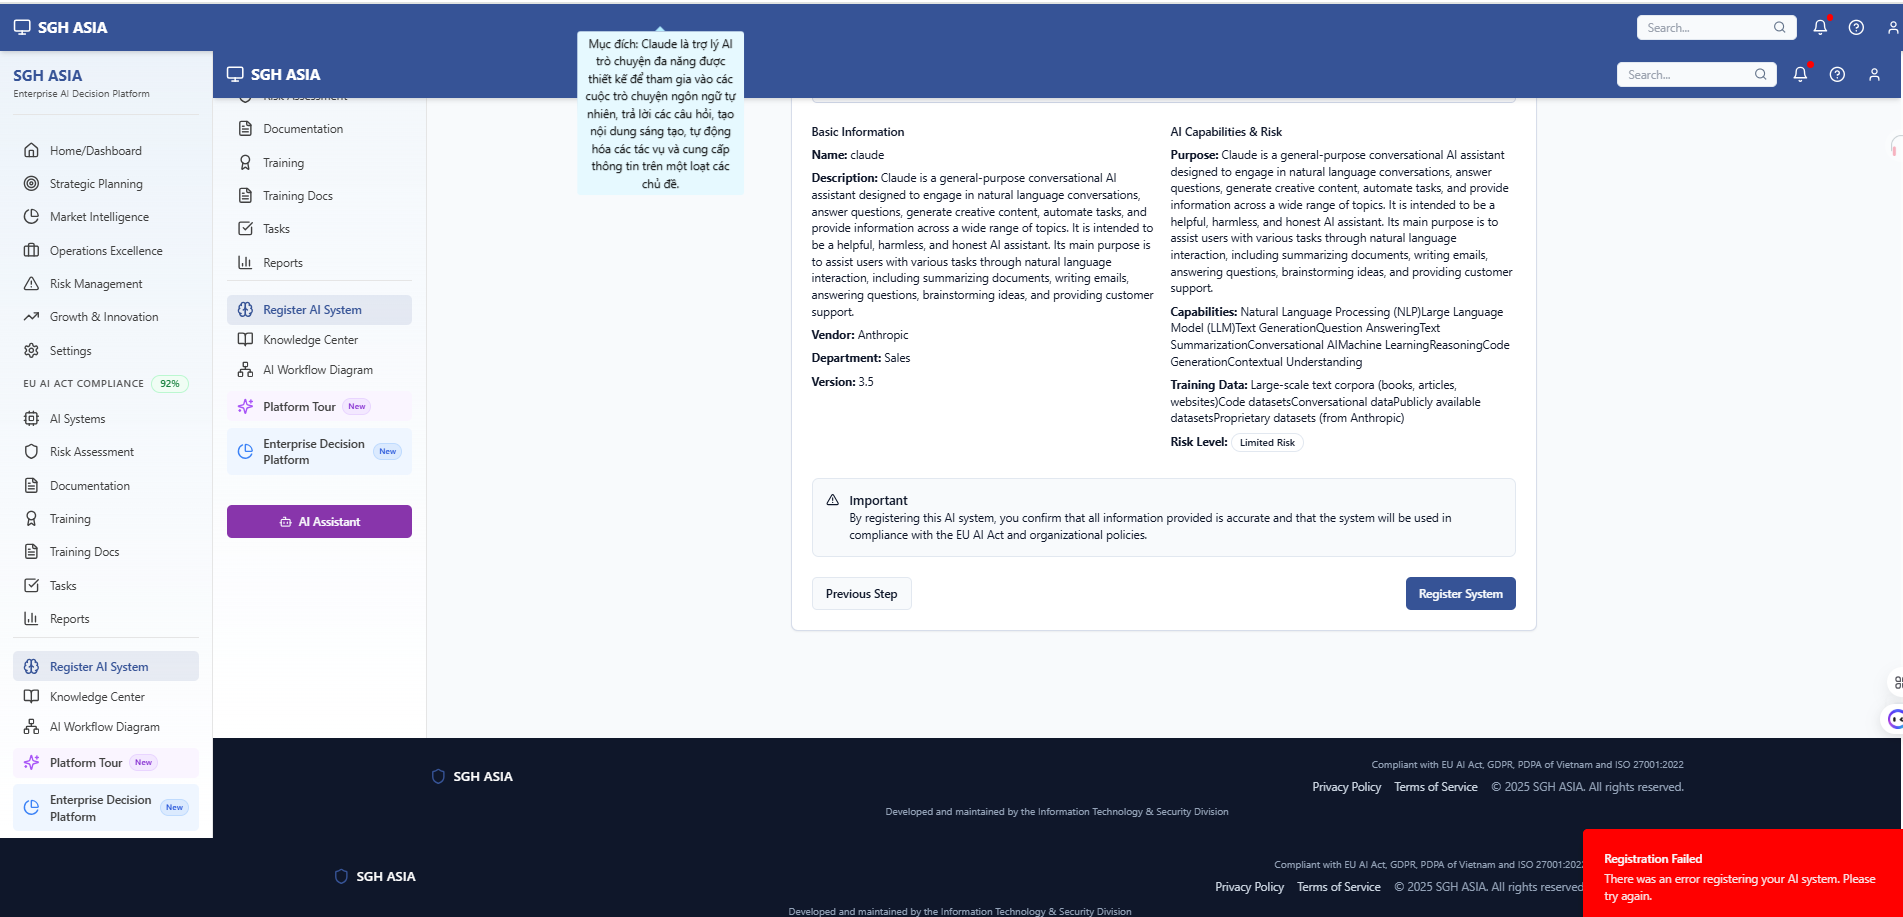 SGH ASIA
Search...
SGH ASIA
Enterprise AI Decision Platform
Home/Dashboard
Strategic Planning
Market Intelligence
Operations Excellence
Risk Management
Growth & Innovation
Settings
EU AI ACT COMPLIANCE 92%
AI Systems
Risk Assessment
Documentation
Training
Training Docs
Tasks
Reports
Register AI System
Knowledge Center
AI Workflow Diagram
Platform Tour New
Enterprise Decision
Platform
New
SGH ASIA
Search...
Risk Assessment
Documentation
Training
Training Docs
Tasks
Reports
Register AI System
Knowledge Center
AI Workflow Diagram
Platform Tour New
Enterprise Decision
Platform
New
AI Assistant
Mục đích: Claude là trợ lý AI
trò chuyện đa năng được
thiết kế để tham gia vào các
cuộc trò chuyện ngôn ngữ tự
nhiên, trả lời các câu hỏi, tạo
nội dung sáng tạo, tự động
hóa các tác vụ và cung cấp
thông tin trên một loạt các
chủ đề.
Basic Information
Name: claude
Description: Claude is a general-purpose conversational AI
assistant designed to engage in natural language conversations,
answer questions, generate creative content, automate tasks, and
provide information across a wide range of topics. It is intended to
be a helpful, harmless, and honest AI assistant. Its main purpose is
to assist users with various tasks through natural language
interaction, including summarizing documents, writing emails,
answering questions, brainstorming ideas, and providing customer
support.
Vendor: Anthropic
Department: Sales
Version: 3.5
AI Capabilities & Risk
Purpose: Claude is a general-purpose conversational AI assistant
designed to engage in natural language conversations, answer
questions, generate creative content, automate tasks, and provide
information across a wide range of topics. It is intended to be a
helpful, harmless, and honest AI assistant. Its main purpose is to
assist users with various tasks through natural language
interaction, including summarizing documents, writing emails,
answering questions, brainstorming ideas, and providing customer
support.
Capabilities: Natural Language Processing (NLP)Large Language
Model (LLM)Text GenerationQuestion AnsweringText
SummarizationConversational AIMachine LearningReasoningCode
GenerationContextual Understanding
Training Data: Large-scale text corpora (books, articles,
websites)Code datasetsConversational dataPublicly available
datasetsProprietary datasets (from Anthropic)
Risk Level: Limited Risk
Important
By registering this AI system, you confirm that all information provided is accurate and that the system will be used in
compliance with the EU AI Act and organizational policies.
Previous Step
Register System
SGH ASIA
Compliant with EU AI Act, GDPR, PDPA of Vietnam and ISO 27001:2022
Privacy Policy Terms of Service © 2025 SGH ASIA. All rights reserved.
Developed and maintained by the Information Technology & Security Division
SGH ASIA
Compliant with EU AI Act, GDPR, PDPA of Vietnam and ISO 27001:2022
Privacy Policy Terms of Service © 2025 SGH ASIA. All rights reserved
Developed and maintained by the Information Technology & Security Division
Registration Failed
There was an error registering your AI system. Please
try again.